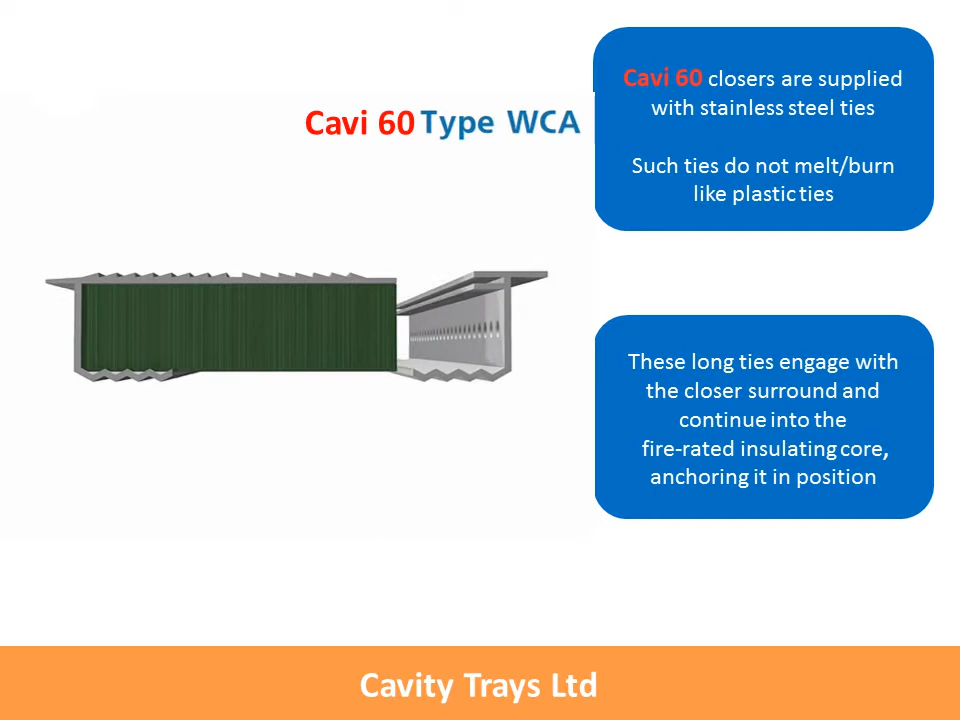 Cavi 60 Type WCA
Cavi 60 closers are supplied
with stainless steel ties
Such ties do not melt/burn
like plastic ties
These long ties engage with
the closer surround and
continue into the
fire-rated insulating core,
anchoring it in position
Cavity Trays Ltd